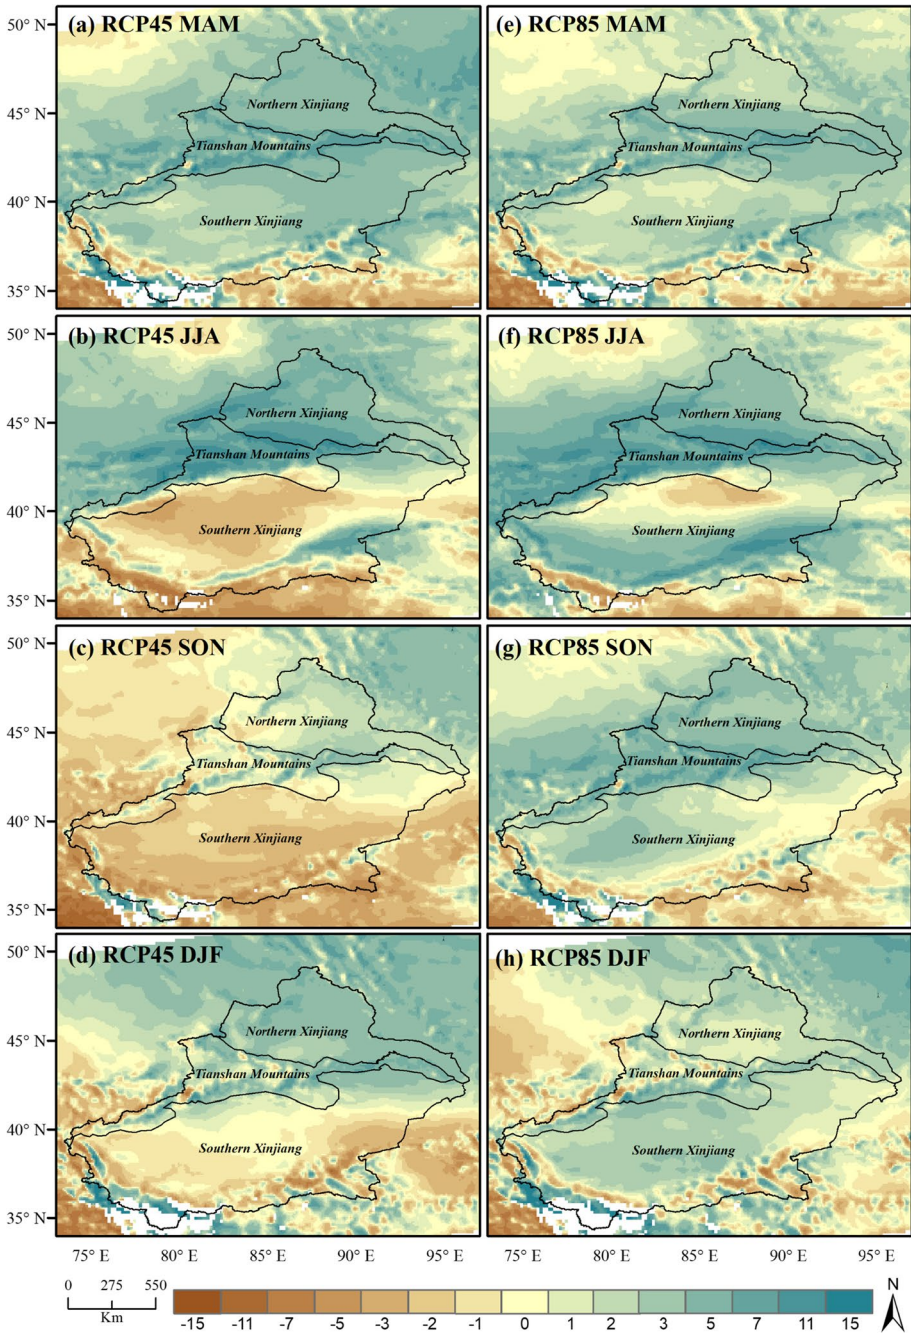 (a) RCP45 MAM
(e) RCP85 MAM
50° N
45° N
40° N
35° N
Northern Xinjiang
Tianshan Mountains
Southern Xinjiang
Northern Xinjiang
Tianshan Mountains
Southern Xinjiang
(b) RCP45 JJA
(f) RCP85 JJA
50° N
45° N
40° N
35° N
Northern Xinjiang
Tianshan Mountains
Southern Xinjiang
Northern Xinjiang
Tianshan Mountains
Southern Xinjiang
(c) RCP45 SON
(g) RCP85 SON
50° N
45° N
40° N
35° N
Northern Xinjiang
Tianshan Mountains
Southern Xinjiang
Northern Xinjiang
Tianshan Mountains
Southern Xinjiang
(d) RCP45 DJF
(h) RCP85 DJF
50° N
45° N
40° N
35° N
Northern Xinjiang
Tianshan Mountains
Southern Xinjiang
Northern Xinjiang
Tianshan Mountains
Southern Xinjiang
75° E 80° E 85° E 90° E 95° E 75° E 80° E 85° E 90° E 95° E
0 275 550
Km
-15 -11 -7 -5 -3 -2 -1 0 1 2 3 5 7 11 15
N